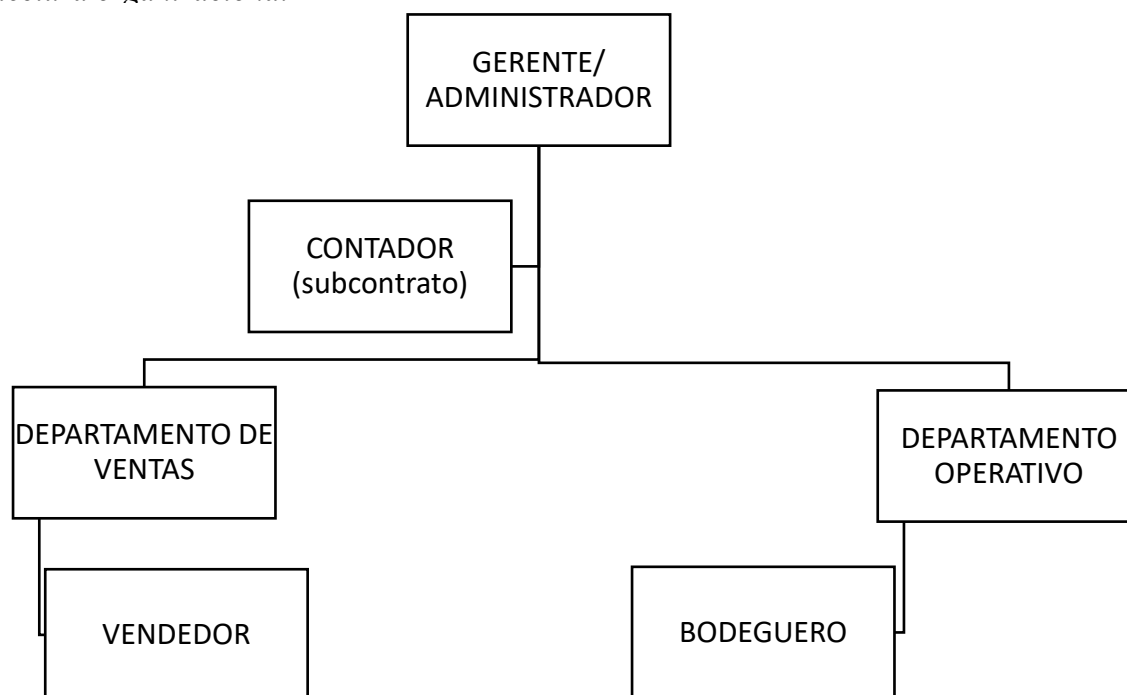 GERENTE/
ADMINISTRADOR
CONTADOR
(subcontrato)
DEPARTAMENTO DE
VENTAS
DEPARTAMENTO
OPERATIVO
VENDEDOR
BODEGUERO